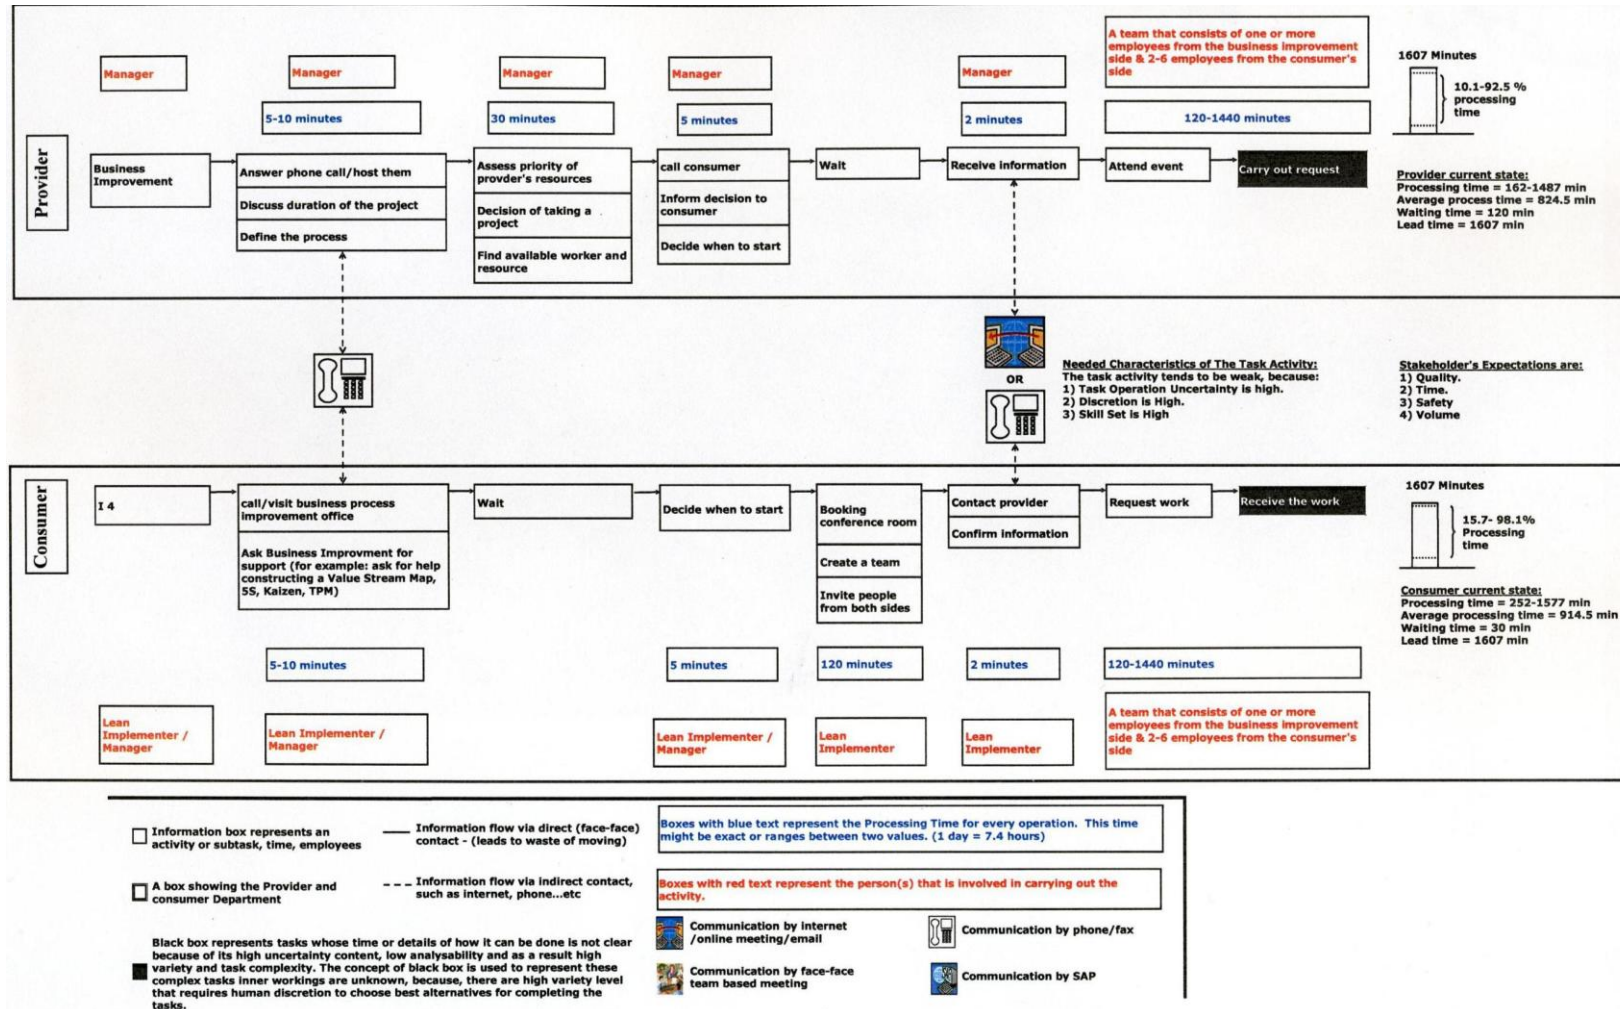 A team that consists of one or more
employees from the business improvement
side & 2-6 employees from the consumer's
side
Manager
Manager
Manager
Manager
Manager
1607 Minutes
10.1-92.5 %
processing
time
5-10 minutes
30 minutes
5 minutes
2 minutes
120-1440 minutes
Provider
Business
Improvement
Answer phone call/host them
Discuss duration of the project
Define the process
Assess priority of
provder's resources
Decision of taking a
project
Find available worker and
resource
call consumer
Inform decision to
consumer
Decide when to start
Wait
Receive information
Attend event
Carry out request
Provider current state:
Processing time = 162-1487 min
Average process time = 824.5 min
Waiting time = 120 min
Lead time = 1607 min
OR
Needed Characteristics of The Task Activity:
The task activity tends to be weak, because:
1) Task Operation Uncertainty is high.
2) Discretion is High.
3) Skill Set is High
Stakeholder's Expectations are:
1) Quality.
2) Time.
3) Safety
4) Volume
Consumer
I 4
call/visit business process
improvement office
Ask Business Improvment for
support (for example: ask for help
constructing a Value Stream Map,
5S, Kaizen, TPM)
Wait
Decide when to start
Booking
conference room
Create a team
Invite people
from both sides
Contact provider
Confirm information
Request work
Receive the work
1607 Minutes
15.7- 98.1%
Processing
time
Consumer current state:
Processing time = 252-1577 min
Average processing time = 914.5 min
Waiting time = 30 min
Lead time = 1607 min
5-10 minutes
5 minutes
120 minutes
2 minutes
120-1440 minutes
Lean
Implementer /
Manager
Lean Implementer /
Manager
Lean Implementer /
Manager
Lean
Implementer
Lean
Implementer
A team that consists of one or more
employees from the business improvement
side & 2-6 employees from the consumer's
side
Information box represents an
activity or subtask, time, employees
A box showing the Provider and
consumer Department
Black box represents tasks whose time or details of how it can be done is not clear
because of its high uncertainty content, low analysability and as a result high
variety and task complexity. The concept of black box is used to represent these
complex tasks inner workings are unknown, because, there are high variety level
that requires human discretion to choose best alternatives for completing the
tasks.
Information flow via direct (face-face)
contact - (leads to waste of moving)
Information flow via indirect contact,
such as internet, phone...etc
Boxes with blue text represent the Processing Time for every operation. This time
might be exact or ranges between two values. (1 day = 7.4 hours)
Boxes with red text represent the person(s) that is involved in carrying out the
activity.
Communication by internet
/online meeting/email
Communication by phone/fax
Communication by face-face
team based meeting
Communication by SAP